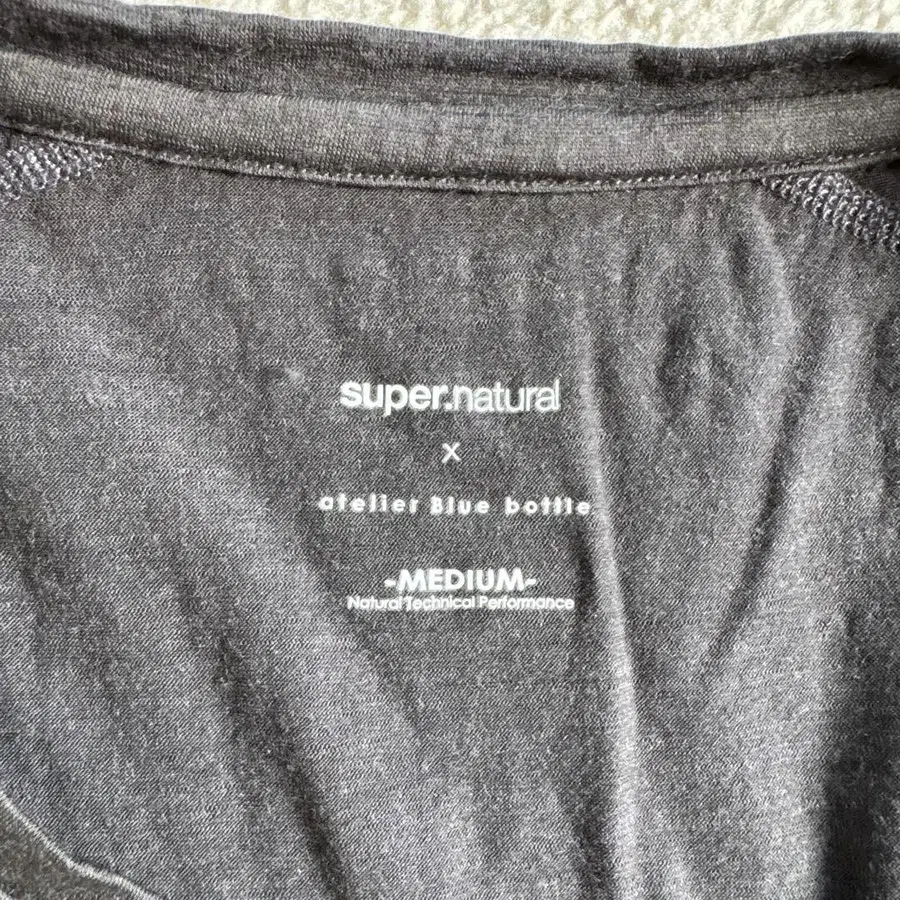 super.natural
x
atelier Blue bottle
-MEDIUM-
Natural Technical Performance